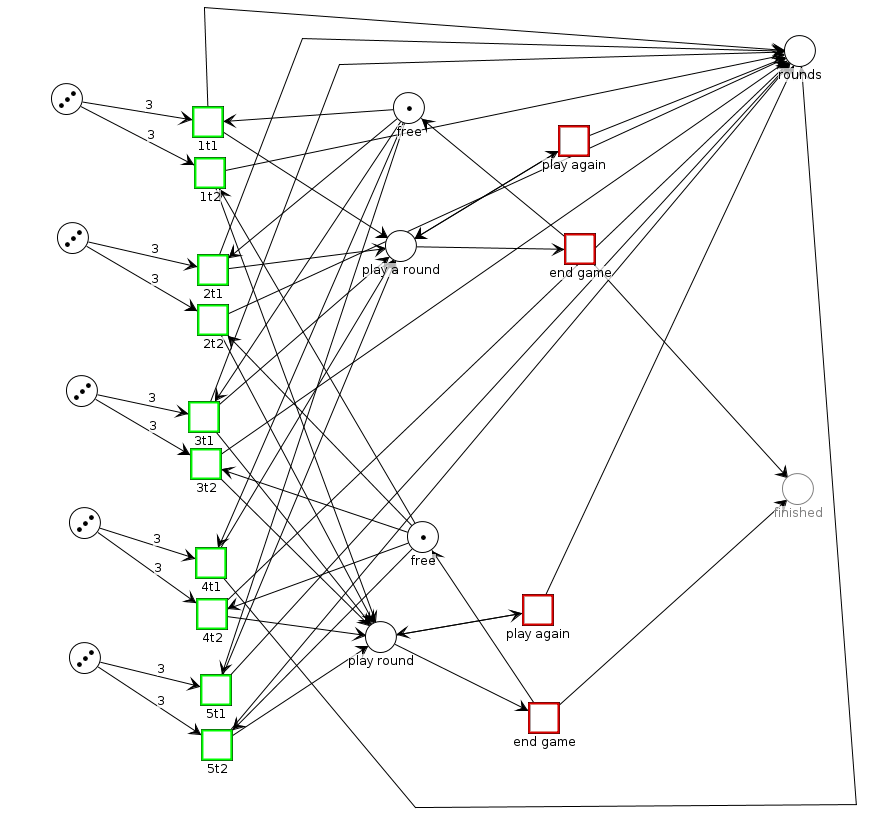 rounds
3
free
1t1
3
play again
1t2
3
play a round
end game
2t1
3
2t2
3
3t1
3
3t2
finished
3
free
4t1
3
4t2
play again
play round
3
5t1
3
end game
5t2